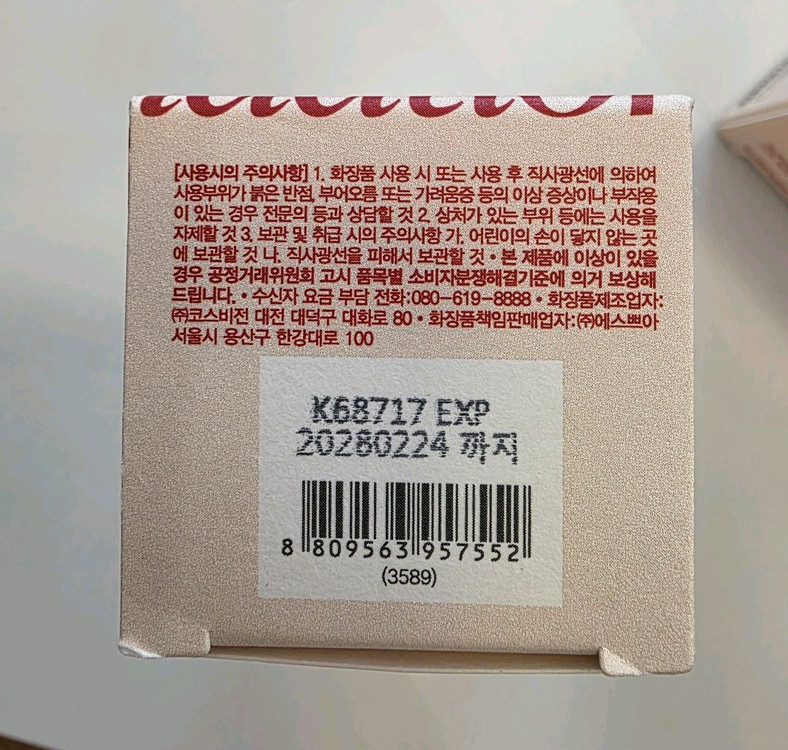 [사용시의 주의사항] 1. 화장품 사용 시 또는 사용 후 직사광선에 의하여
사용부위가 붉은 반점, 부어오름 또는 가려움증 등의 이상 증상이나 부작용
이 있는 경우 전문의 등과 상담할 것 2. 상처가 있는 부위 등에는 사용을
자제할 것 3. 보관 및 취급 시의 주의사항 가. 어린이의 손이 닿지 않는 곳
에 보관할 것 나. 직사광선을 피해서 보관할 것 • 본 제품에 이상이 있을
경우 공정거래위원회 고시 품목별 소비자분쟁해결기준에 의거 보상해
드립니다. • 수신자 요금 부담 전화:080-619-8888 • 화장품제조업자:
㈜코스비전 대전 대덕구 대화로 80 • 화장품책임판매업자:㈜에스쁘아
서울시 용산구 한강대로 100
K68717 EXP
20280224 까지
8 809563 957552
(3589)